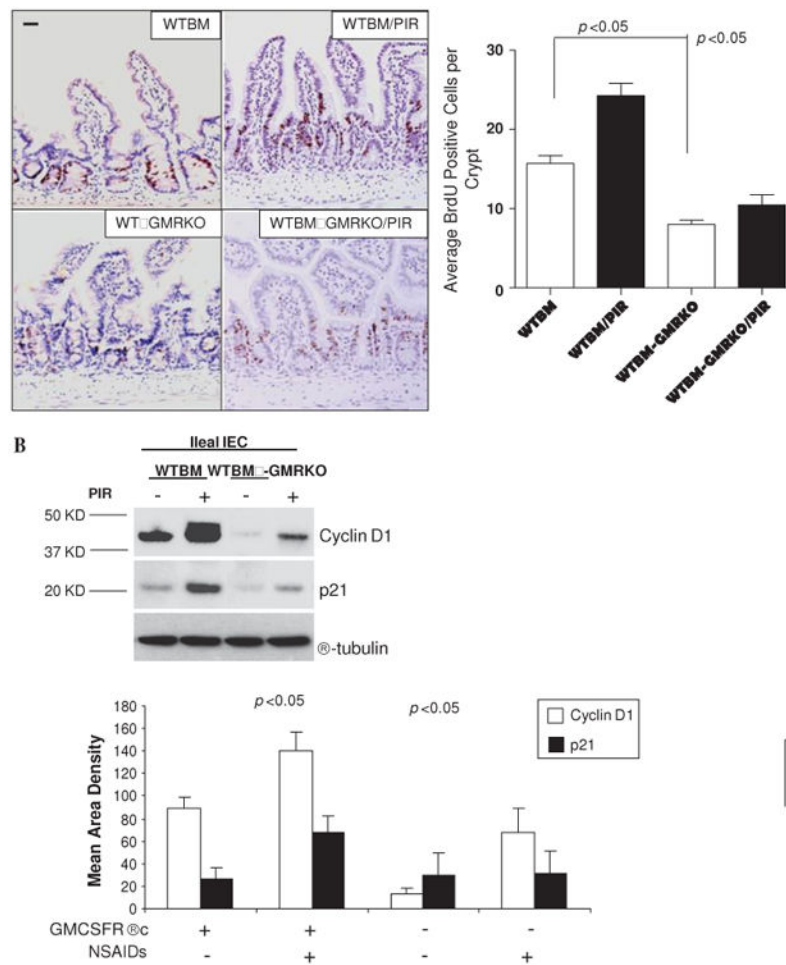 WTBM
WTBM/PIR
WT□GMRKO
WTBM□GMRKO/PIR
p<0.05
p<0.05
Average BrdU Positive Cells per
Crypt
30
20
10
0
WTBM
WTBM/PIR
WTBM-GMRKO
WTBM-GMRKO/PIR
B
Ileal IEC
WTBM WTBM□-GMRKO
PIR - + - +
50 KD
37 KD
Cyclin D1
20 KD
p21
®-tubulin
p<0.05
p<0.05
Cyclin D1
p21
Mean Area Density
180
160
140
120
100
80
60
40
20
0
GMCSFR ®c + + - -
NSAIDs - + - +